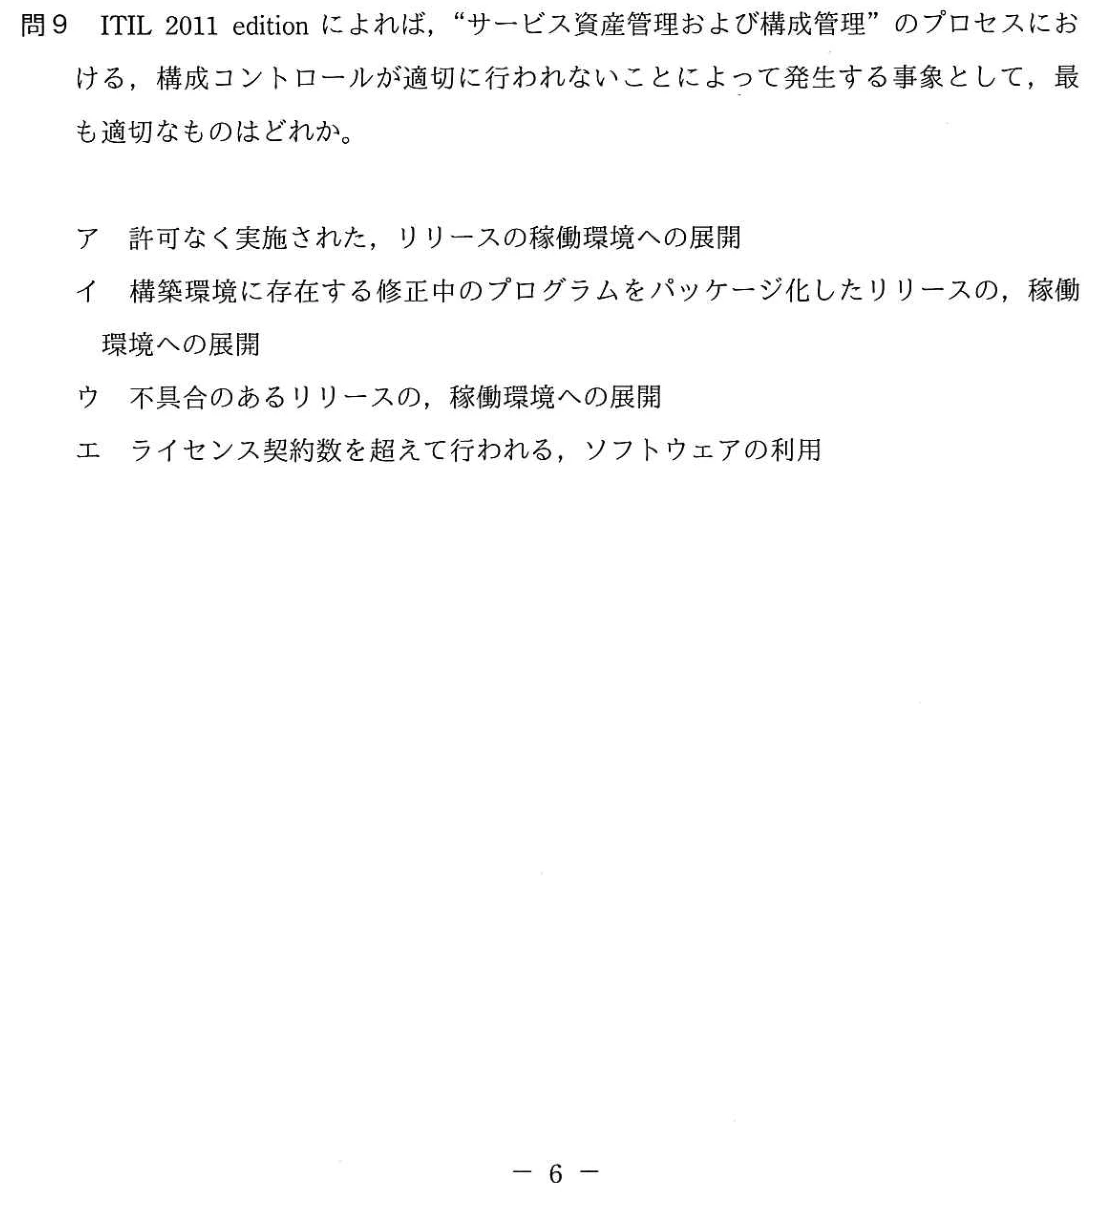 問9 ITIL 2011 edition によれば，“サービス資産管理および構成管理” のプロセスにお
ける，構成コントロールが適切に行われないことによって発生する事象として，最
も適切なものはどれか。
ア 許可なく実施された，リリースの稼働環境への展開
イ 構築環境に存在する修正中のプログラムをパッケージ化したリリースの，稼働
環境への展開
ウ 不具合のあるリリースの，稼働環境への展開
エ ライセンス契約数を超えて行われる，ソフトウェアの利用
－ 6 －